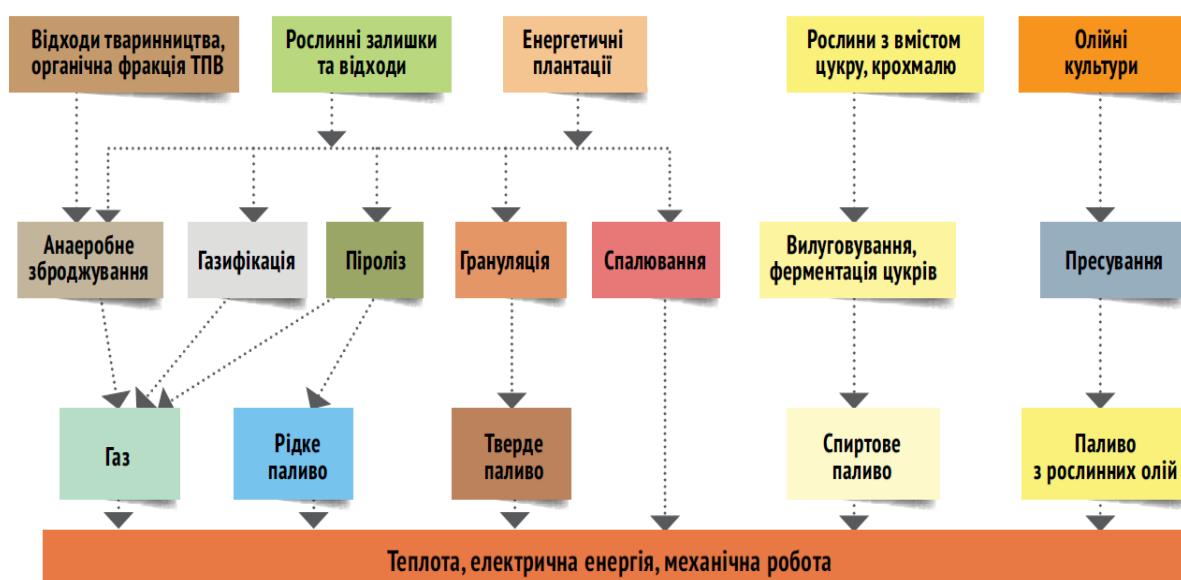 Відходи тваринництва,
органічна фракція ТПВ
Рослинні залишки
та відходи
Енергетичні
плантації
Рослини з вмістом
цукру, крохмалю
Олійні
культури
Анаеробне
зброджування
Газифікація
Піроліз
Грануляція
Спалювання
Вилуговування,
ферментація цукрів
Пресування
Газ
Рідке
паливо
Тверде
паливо
Спиртове
паливо
Паливо
з рослинних олій
Теплота, електрична енергія, механічна робота